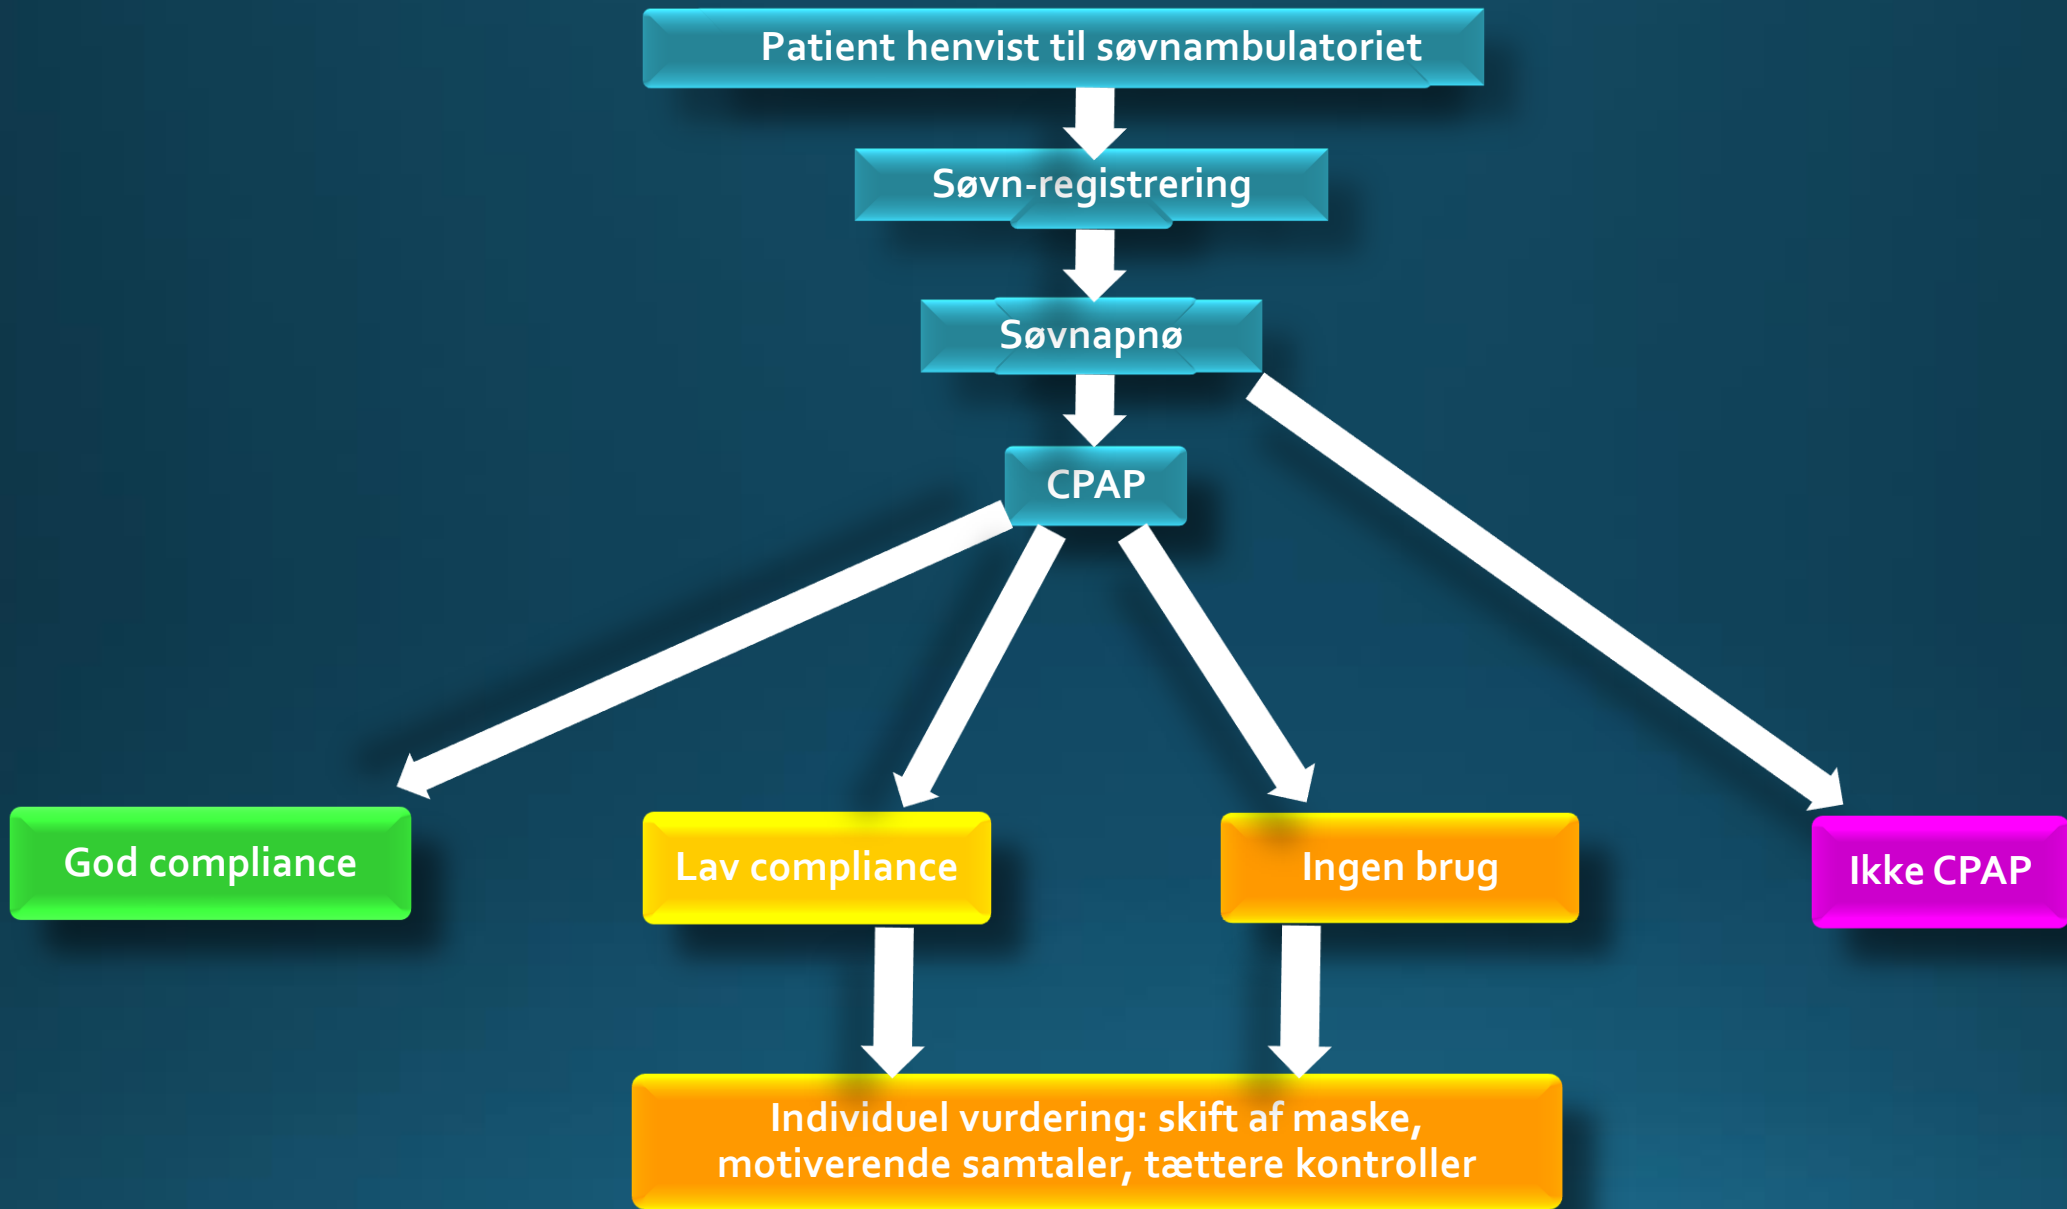 Patient henvist til søvnambulatoriet
Søvn-registrering
Søvnapnø
CPAP
God compliance
Lav compliance
Ingen brug
Ikke CPAP
Individuel vurdering: skift af maske,
motiverende samtaler, tættere kontroller